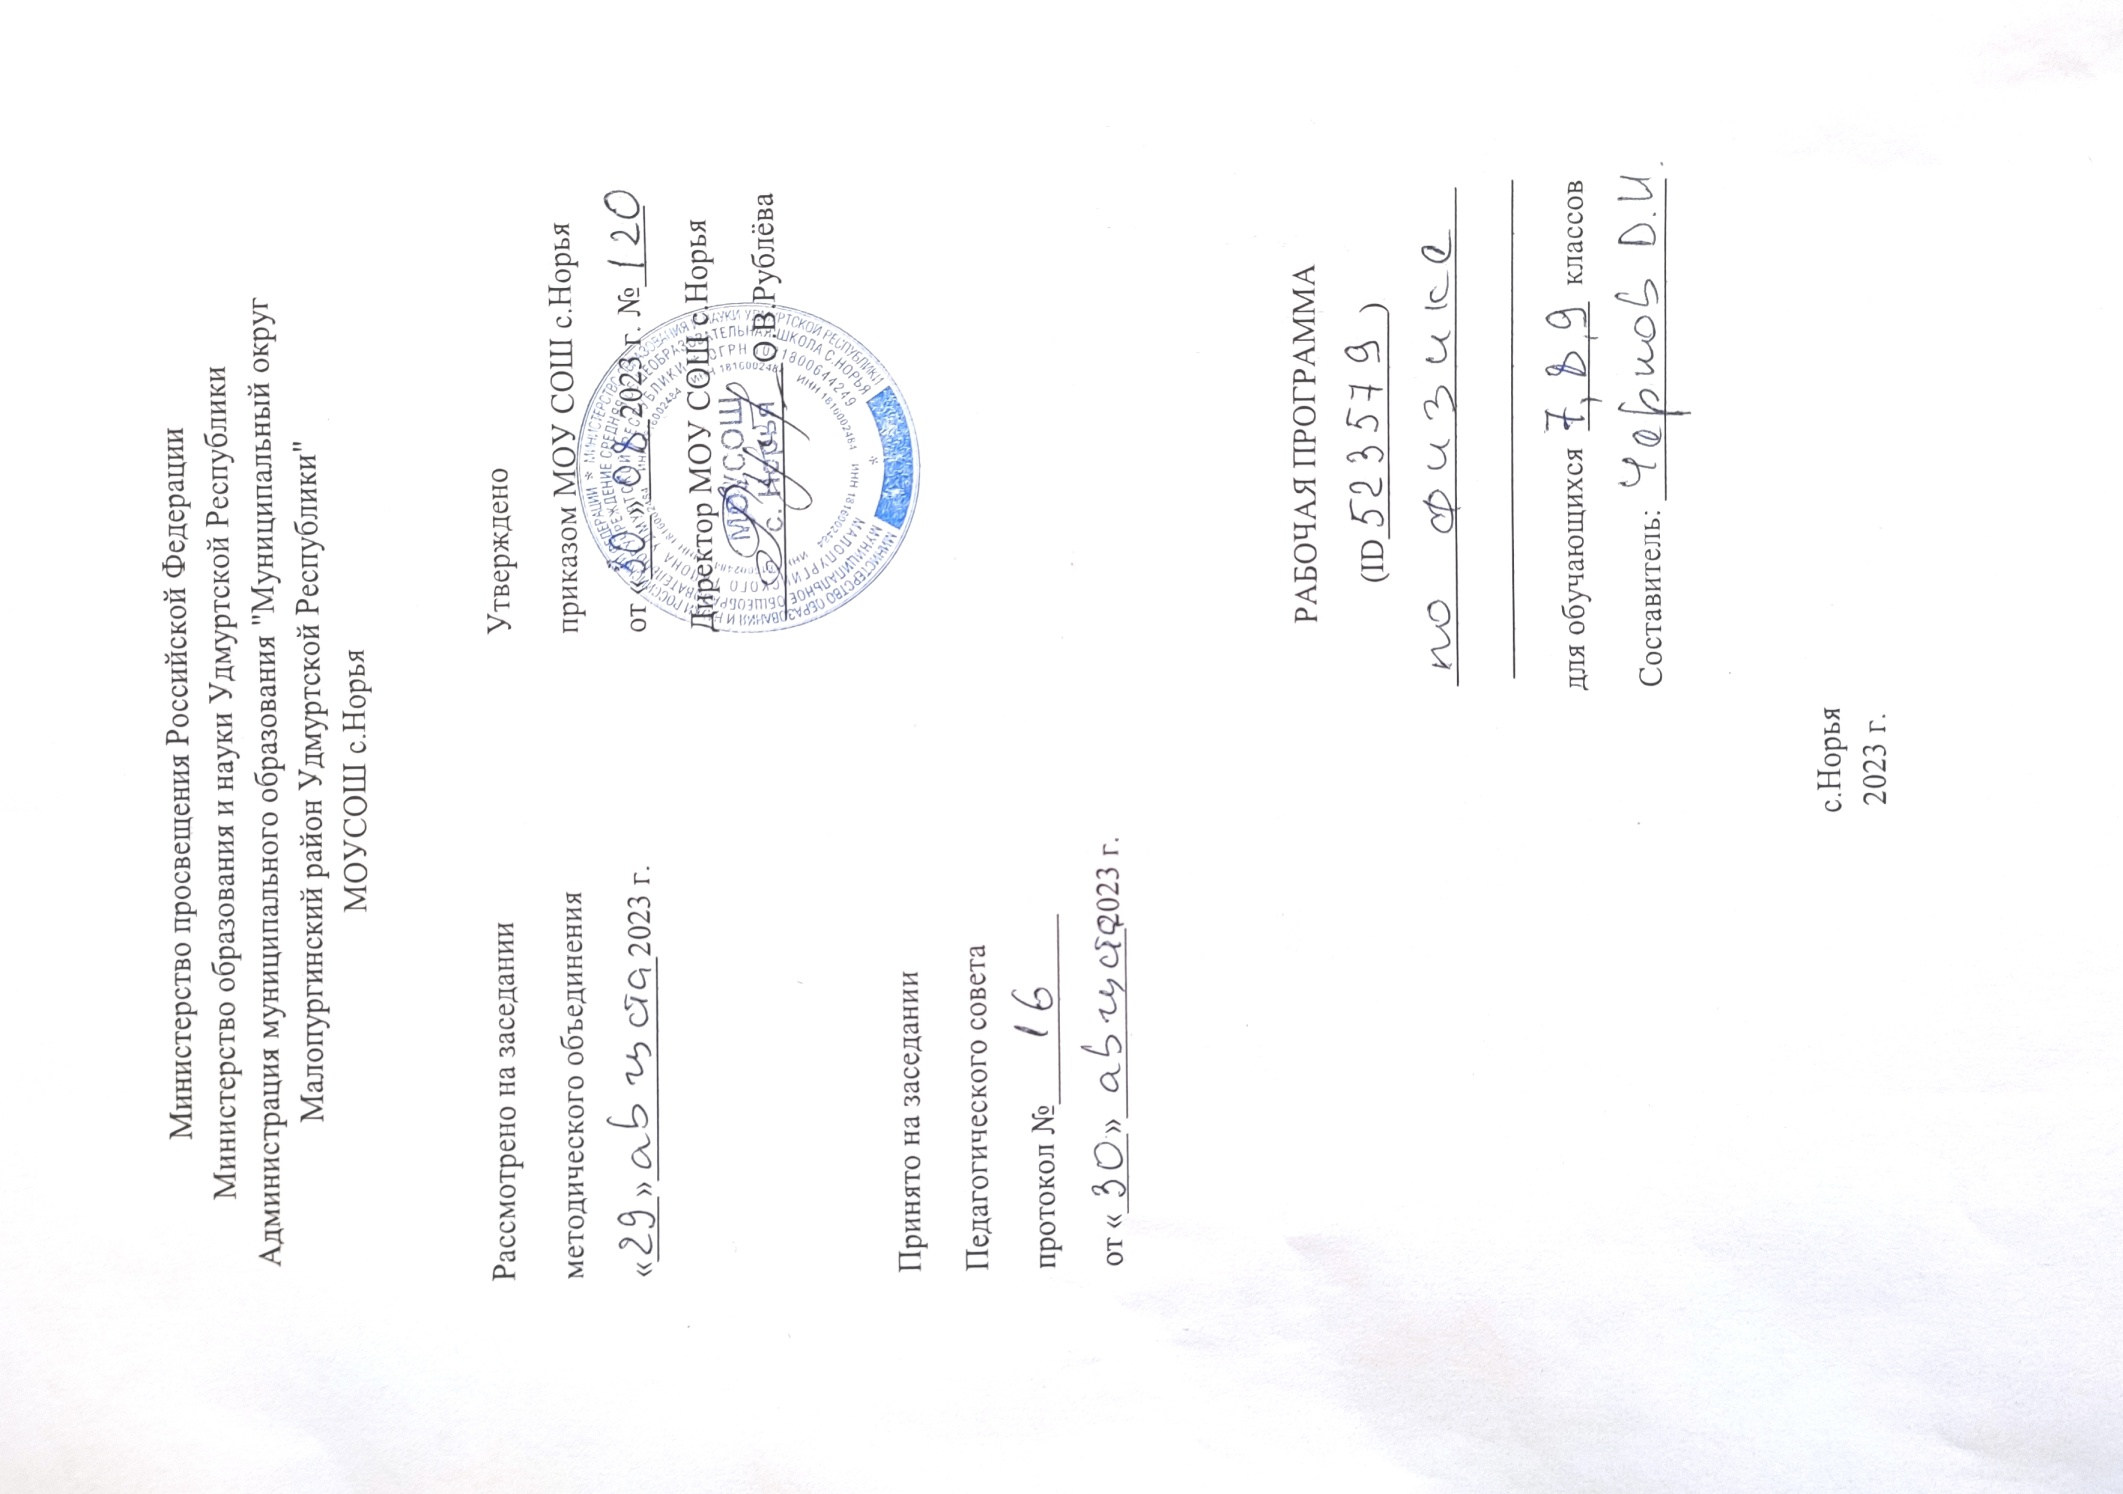 Министерство просвещения Российской Федерации
Министерство образования и науки Удмуртской Республики
Администрация муниципального образования "Муниципальный округ
Малопургинский район Удмуртской Республики"
МОУСОШ с.Норья
Рассмотрено на заседании
методического объединения
«29» августа 2023 г.
Утверждено
приказом МОУ СОШ с.Норья
от «30» 08 2023 г. № 120
Директор МОУ СОШ с.Норья
О.В.Рублёва
МОУ СОШ
с. Норья
Принято на заседании
Педагогического совета
протокол № 16
от «30» августа 2023 г.
РАБОЧАЯ ПРОГРАММА
(ID 523579)
по физике
для обучающихся 7,8,9 классов
Составитель: Чернов Д.И.
с.Норья
2023 г.